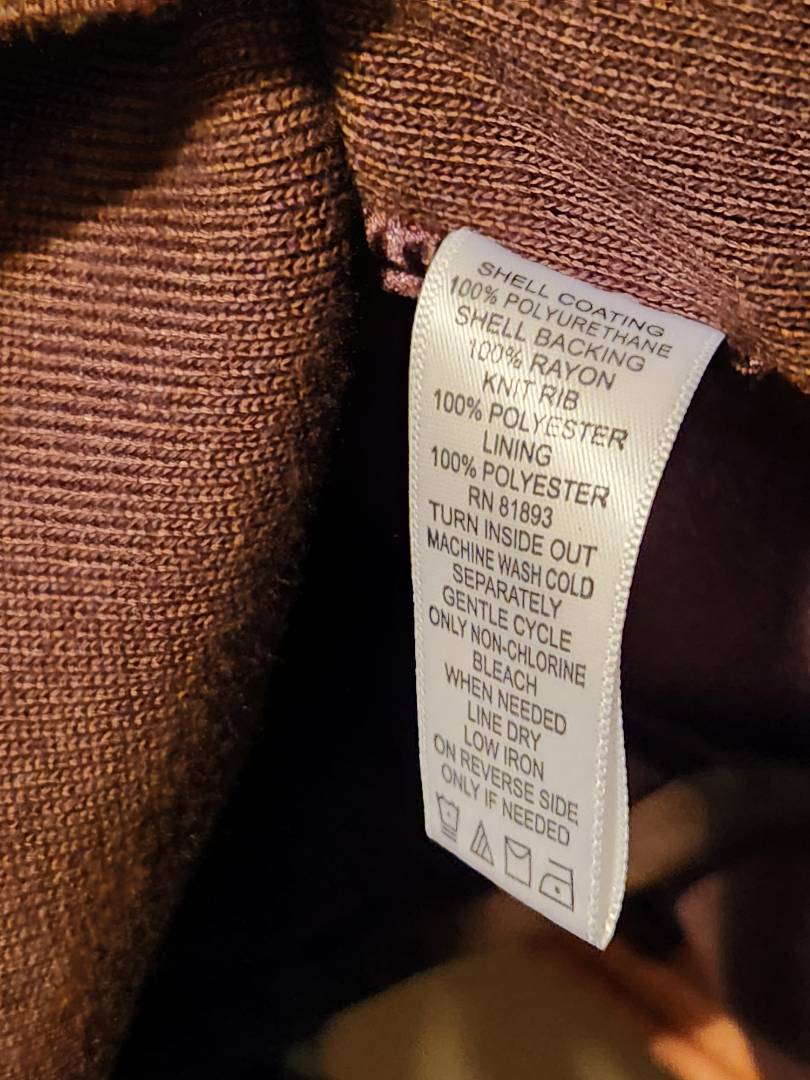 SHELL COATING
100% POLYURETHANE
SHELL BACKING
100% RAYON
KNIT RIB
100% POLYESTER
LINING
100% POLYESTER
RN 81893
TURN INSIDE OUT
MACHINE WASH COLD
SEPARATELY
GENTLE CYCLE
ONLY NON-CHLORINE
BLEACH
WHEN NEEDED
LINE DRY
LOW IRON
ON REVERSE SIDE
ONLY IF NEEDED